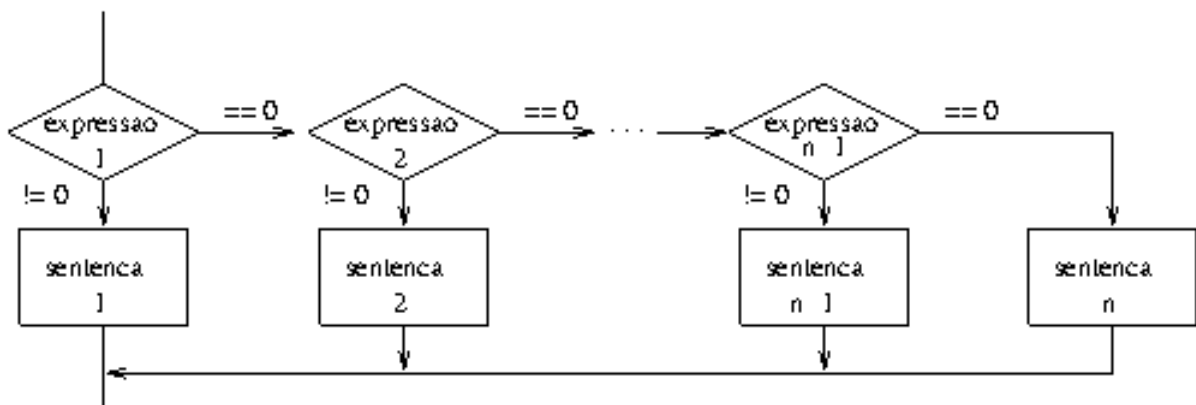 == 0
== 0
== 0
expressao
1
expressao
2
. . .
expressao
n 1
!= 0
!= 0
!= 0
sentenca
1
sentenca
2
sentenca
n 1
sentenca
n